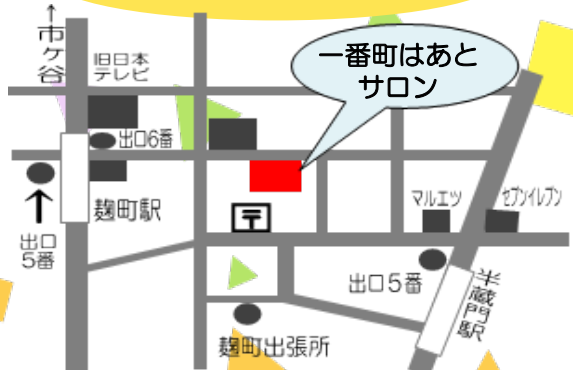 ↑
市ヶ谷
旧日本
テレビ
一番町はあと
サロン
出口6番
麹町駅
出口
5番
〒
マルエツ
セブンイレブン
出口5番
半蔵門駅
麹町出張所